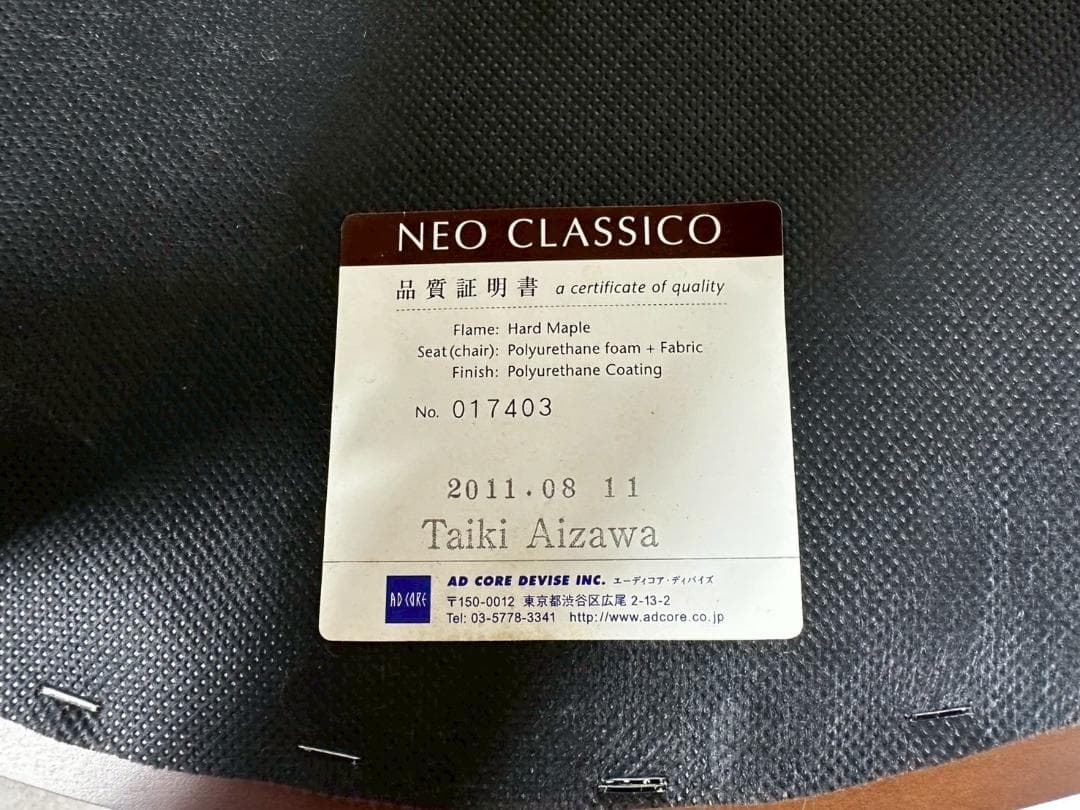 NEO CLASSICO
品質証明書 a certificate of quality
Flame: Hard Maple
Seat(chair): Polyurethane foam + Fabric
Finish: Polyurethane Coating
No. 017403
2011.08 11
Taiki Aizawa
AD CORE
AD CORE DEVISE INC. エーディコア・ディバイズ
〒150-0012 東京都渋谷区広尾 2-13-2
Tel: 03-5778-3341 http://www.adcore.co.jp